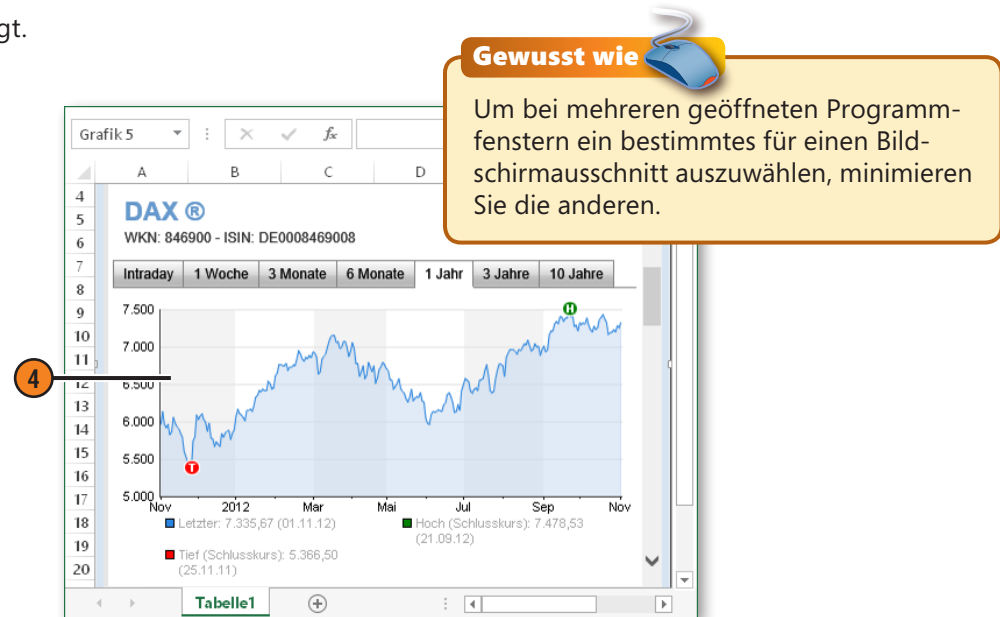 gt.
Gewusst wie
Um bei mehreren geöffneten Programm-
fenstern ein bestimmtes für einen Bild-
schirmausschnitt auszuwählen, minimieren
Sie die anderen.
Grafik 5 fx
A B C D
4
5
6
7
8
9
10
11
12
13
14
15
16
17
18
19
20
DAX ®
WKN: 846900 - ISIN: DE0008469008
Intraday 1 Woche 3 Monate 6 Monate 1 Jahr 3 Jahre 10 Jahre
7.500
7.000
6.500
6.000
5.500
5.000
H
T
Nov 2012 Mar Mai Jul Sep Nov
Letzter: 7.335,67 (01.11.12)
Hoch (Schlusskurs): 7.478,53
(21.09.12)
Tief (Schlusskurs): 5.366,50
(25.11.11)
4
Tabelle1